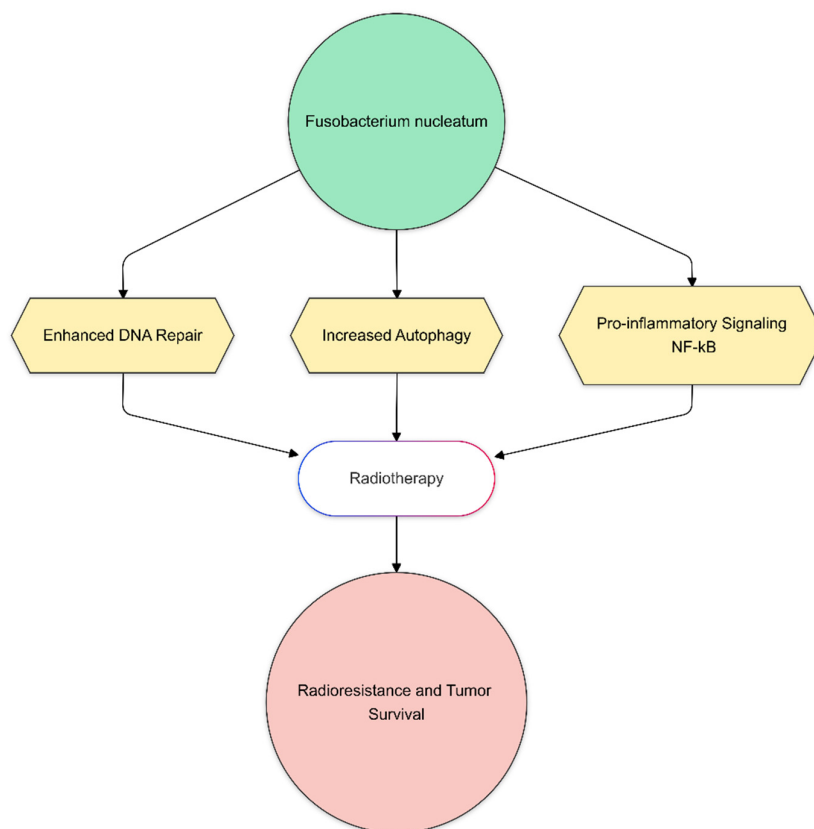 Fusobacterium nucleatum
Enhanced DNA Repair
Increased Autophagy
Pro-inflammatory Signaling
NF-kB
Radiotherapy
Radioresistance and Tumor
Survival